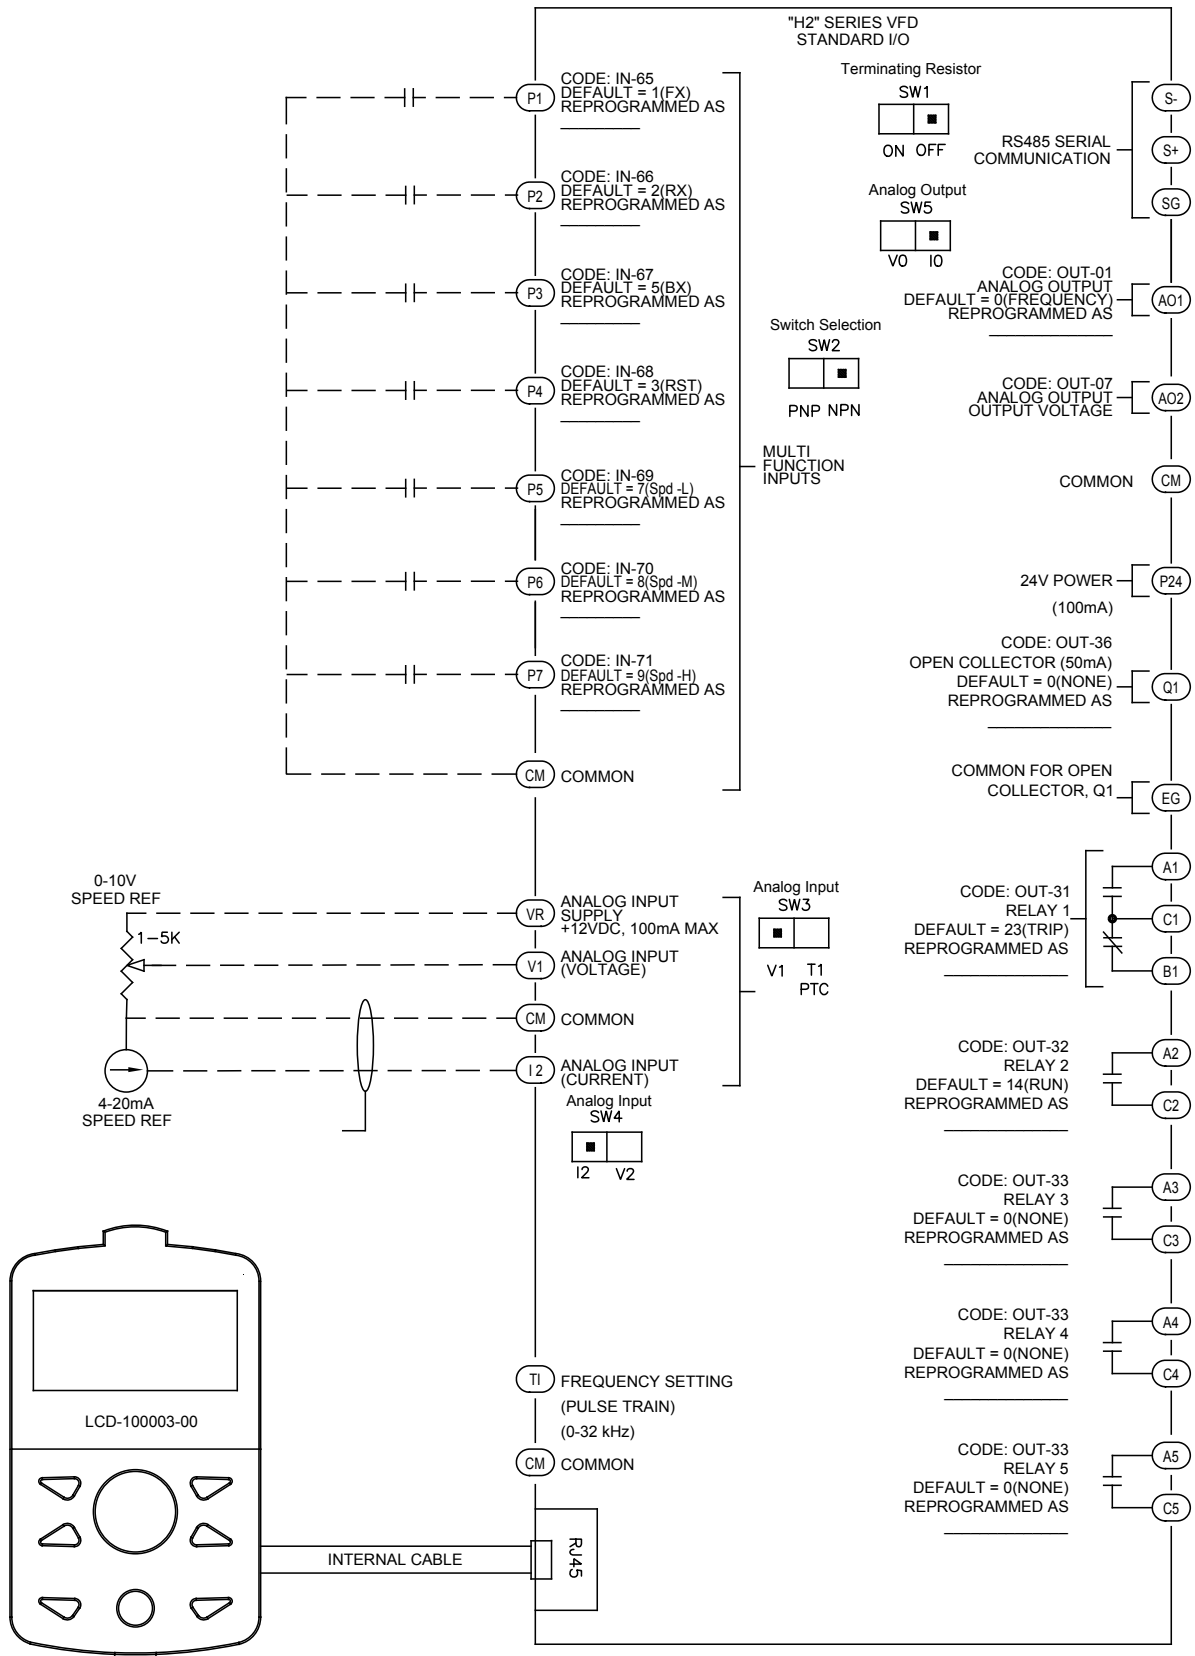 "H2" SERIES VFD
STANDARD I/O
P1
CODE: IN-65
DEFAULT = 1(FX)
REPROGRAMMED AS
P2
CODE: IN-66
DEFAULT = 2(RX)
REPROGRAMMED AS
P3
CODE: IN-67
DEFAULT = 5(BX)
REPROGRAMMED AS
P4
CODE: IN-68
DEFAULT = 3(RST)
REPROGRAMMED AS
P5
CODE: IN-69
DEFAULT = 7(Spd -L)
REPROGRAMMED AS
P6
CODE: IN-70
DEFAULT = 8(Spd -M)
REPROGRAMMED AS
P7
CODE: IN-71
DEFAULT = 9(Spd -H)
REPROGRAMMED AS
CM COMMON
MULTI
FUNCTION
INPUTS
Terminating Resistor
SW1
ON OFF
Analog Output
SW5
VO IO
Switch Selection
SW2
PNP NPN
RS485 SERIAL
COMMUNICATION
S-
S+
SG
CODE: OUT-01
ANALOG OUTPUT
DEFAULT = 0(FREQUENCY)
REPROGRAMMED AS
AO1
CODE: OUT-07
ANALOG OUTPUT
OUTPUT VOLTAGE
AO2
COMMON CM
24V POWER
(100mA)
P24
CODE: OUT-36
OPEN COLLECTOR (50mA)
DEFAULT = 0(NONE)
REPROGRAMMED AS
Q1
COMMON FOR OPEN
COLLECTOR, Q1
EG
0-10V
SPEED REF
1-5K
4-20mA
SPEED REF
VR
ANALOG INPUT
SUPPLY
+12VDC, 100mA MAX
V1
ANALOG INPUT
(VOLTAGE)
CM COMMON
I2
ANALOG INPUT
(CURRENT)
Analog Input
SW3
V1 T1
PTC
Analog Input
SW4
I2 V2
CODE: OUT-31
RELAY 1
DEFAULT = 23(TRIP)
REPROGRAMMED AS
A1
C1
B1
CODE: OUT-32
RELAY 2
DEFAULT = 14(RUN)
REPROGRAMMED AS
A2
C2
CODE: OUT-33
RELAY 3
DEFAULT = 0(NONE)
REPROGRAMMED AS
A3
C3
CODE: OUT-33
RELAY 4
DEFAULT = 0(NONE)
REPROGRAMMED AS
A4
C4
CODE: OUT-33
RELAY 5
DEFAULT = 0(NONE)
REPROGRAMMED AS
A5
C5
TI FREQUENCY SETTING
(PULSE TRAIN)
(0-32 kHz)
CM COMMON
LCD-100003-00
INTERNAL CABLE
RJ45